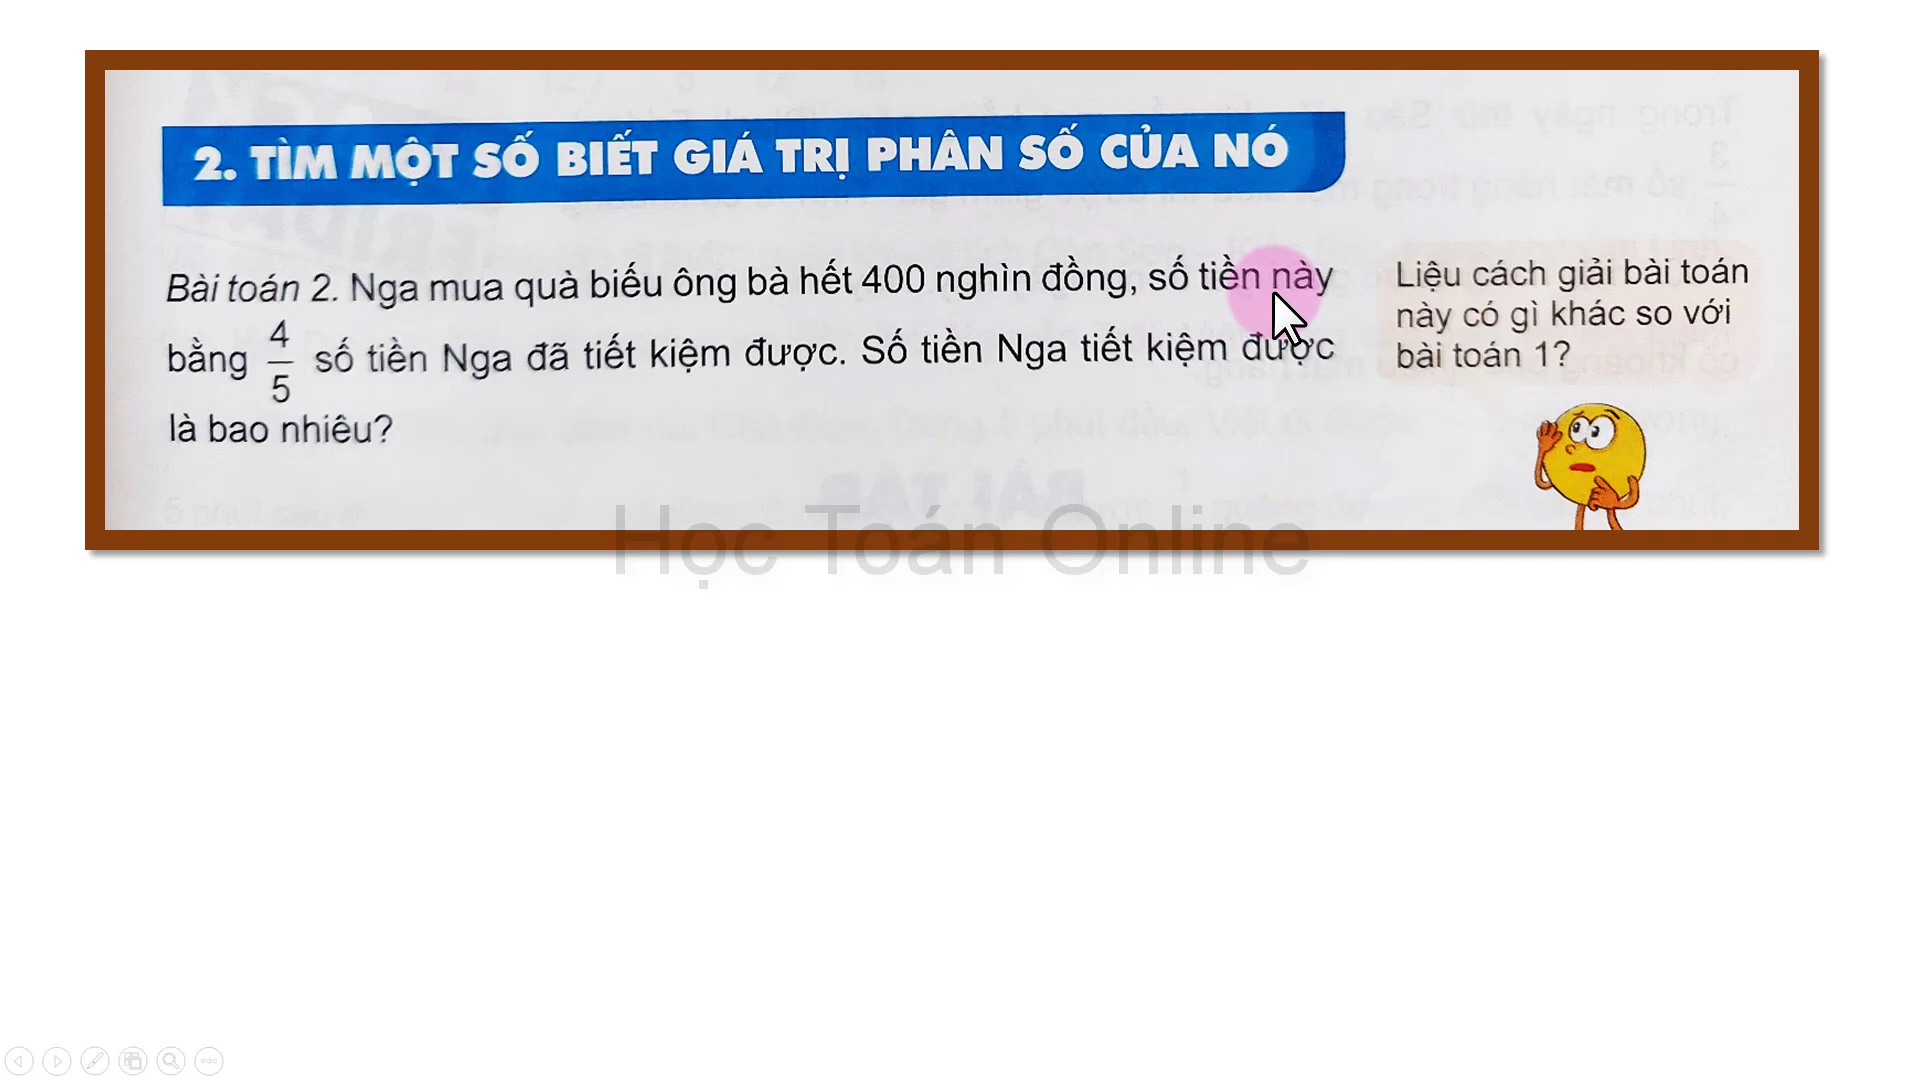 2. TÌM MỘT SỐ BIẾT GIÁ TRỊ PHÂN SỐ CỦA NÓ
Bài toán 2. Nga mua quà biếu ông bà hết 400 nghìn đồng, số tiền này
bằng 4/5 số tiền Nga đã tiết kiệm được. Số tiền Nga tiết kiệm được
là bao nhiêu?
Liệu cách giải bài toán
này có gì khác so với
bài toán 1?
Học Toán Online